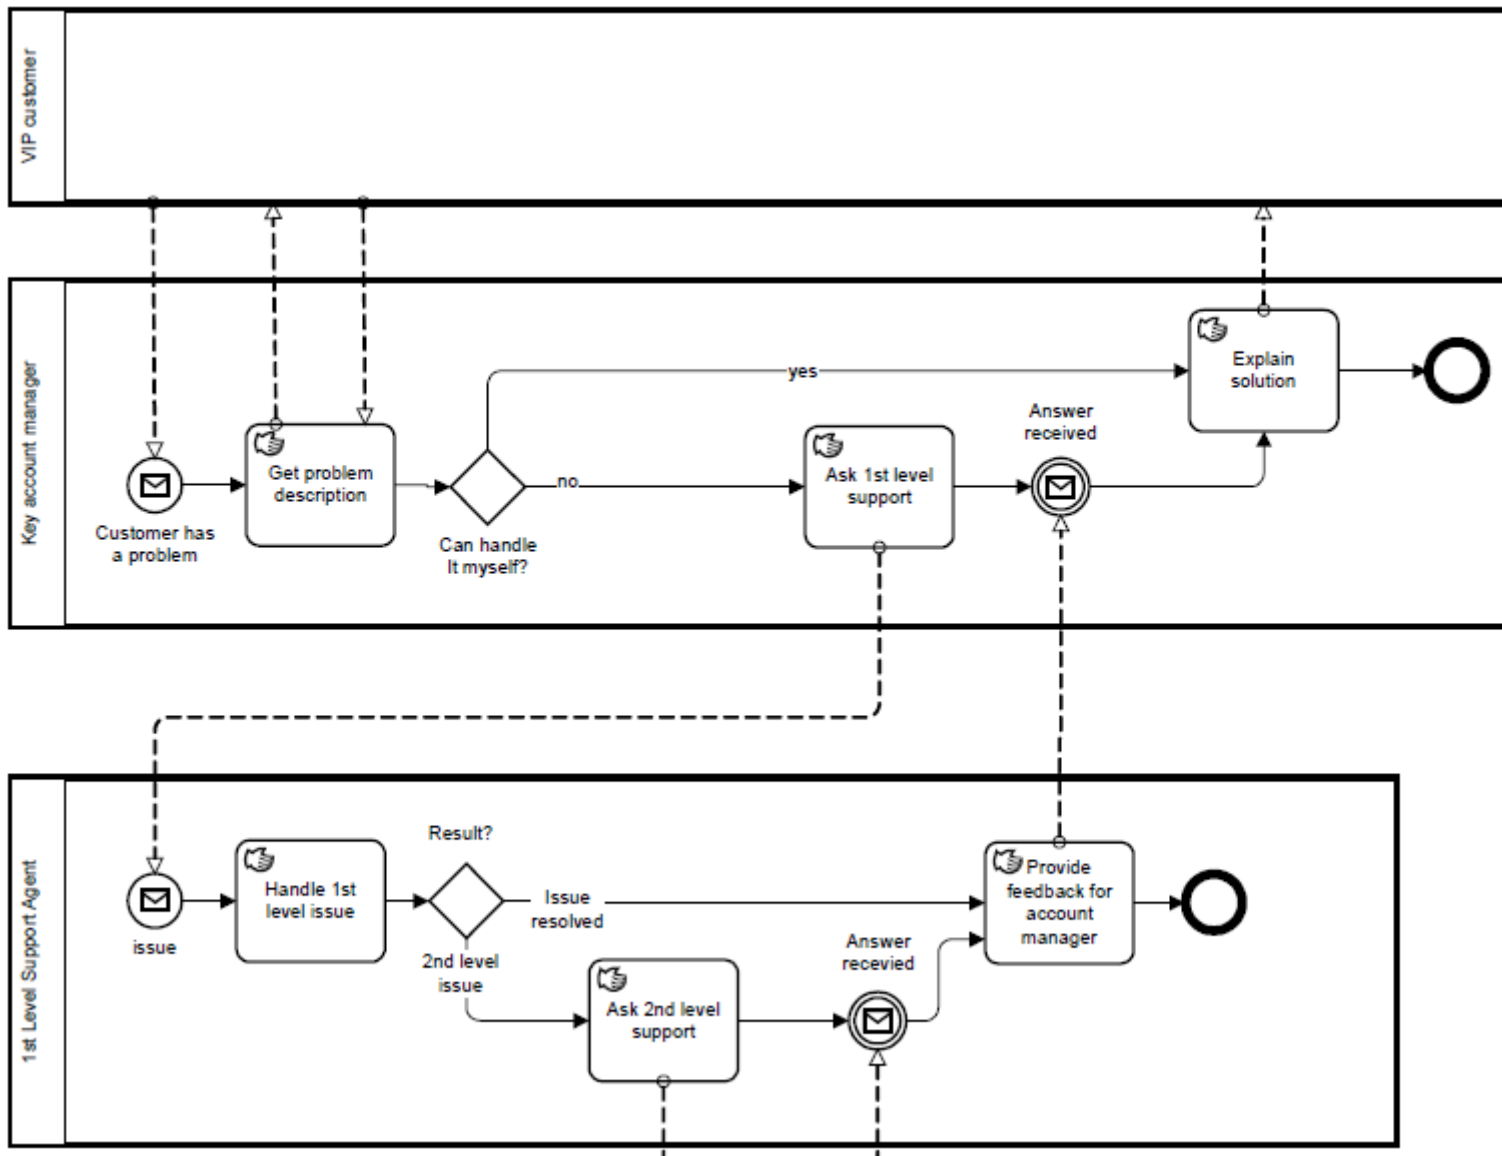 VIP customer
Key account manager
Customer has
a problem
Get problem
description
Can handle
It myself?
yes
no
Ask 1st level
support
Answer
received
Explain
solution
1st Level Support Agent
issue
Handle 1st
level issue
Result?
Issue
resolved
2nd level
issue
Ask 2nd level
support
Answer
recevied
Provide
feedback for
account
manager